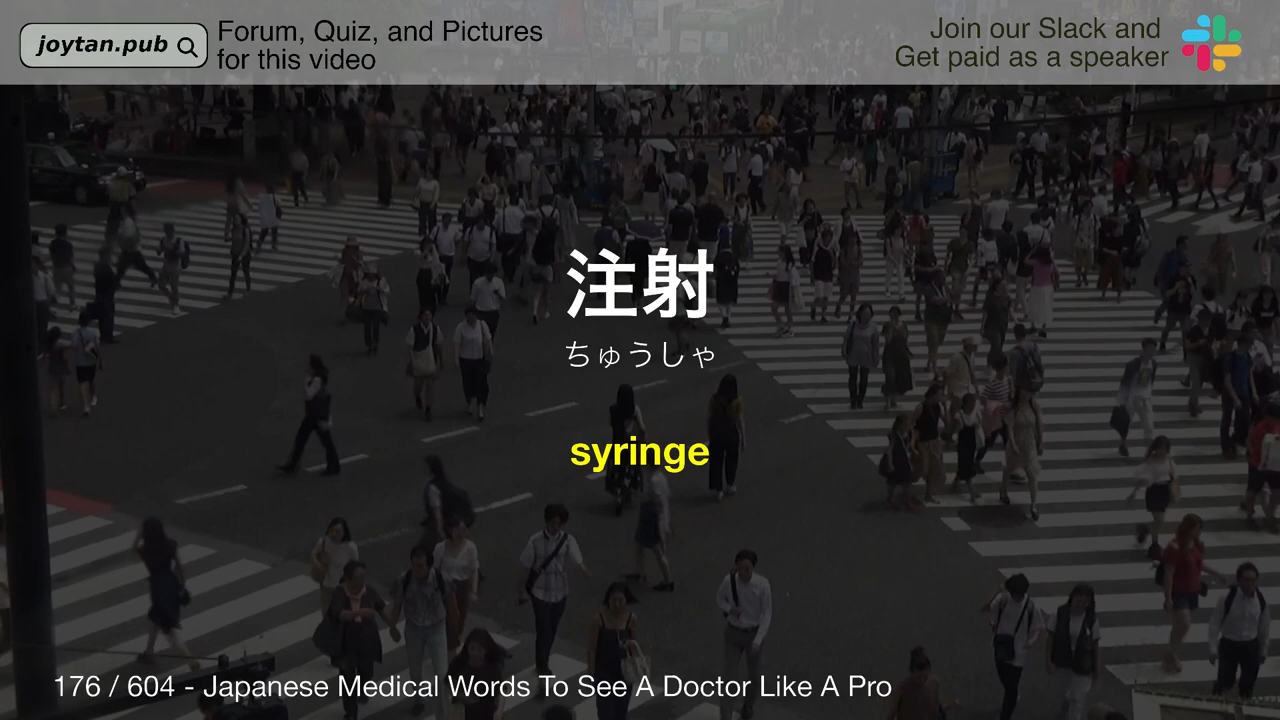 joytan.pub
Forum, Quiz, and Pictures
for this video
Join our Slack and
Get paid as a speaker
注射
ちゅうしゃ
syringe
176 / 604 - Japanese Medical Words To See A Doctor Like A Pro